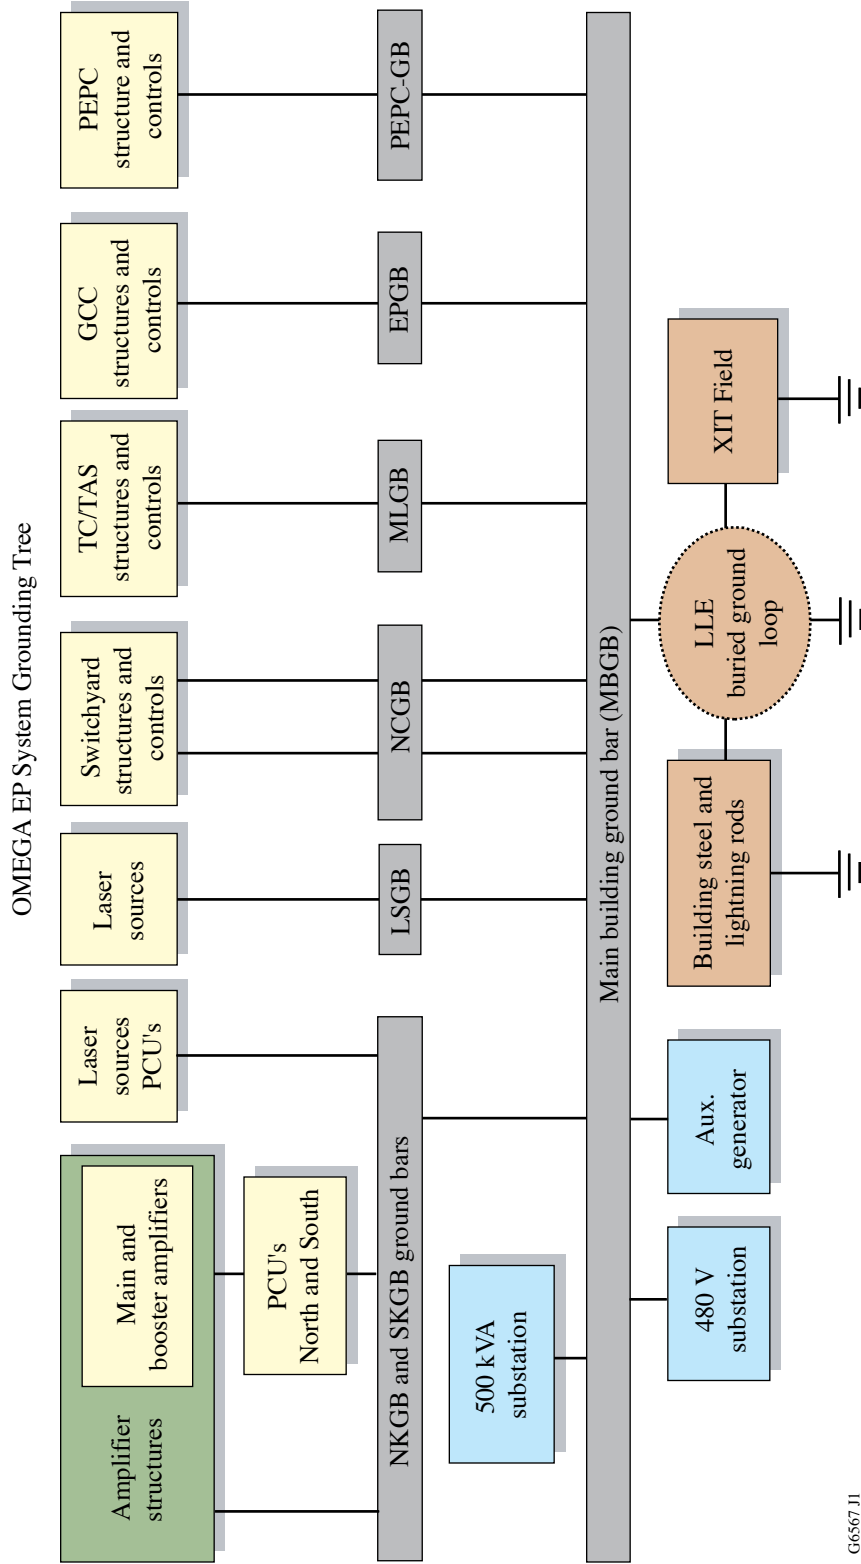 OMEGA EP System Grounding Tree
Amplifier
structures
Main and
booster amplifiers
PCU's
North and South
Laser
sources
PCU's
Laser
sources
Switchyard
structures and
controls
TC/TAS
structures and
controls
GCC
structures and
controls
PEPC
structure and
controls
NKGB and SKGB ground bars
LSGB
NCGB
MLGB
EPGB
PEPC-GB
500 kVA
substation
Main building ground bar (MBGB)
480 V
substation
Aux.
generator
Building steel and
lightning rods
LLE
buried ground
loop
XIT Field
G6567 J1